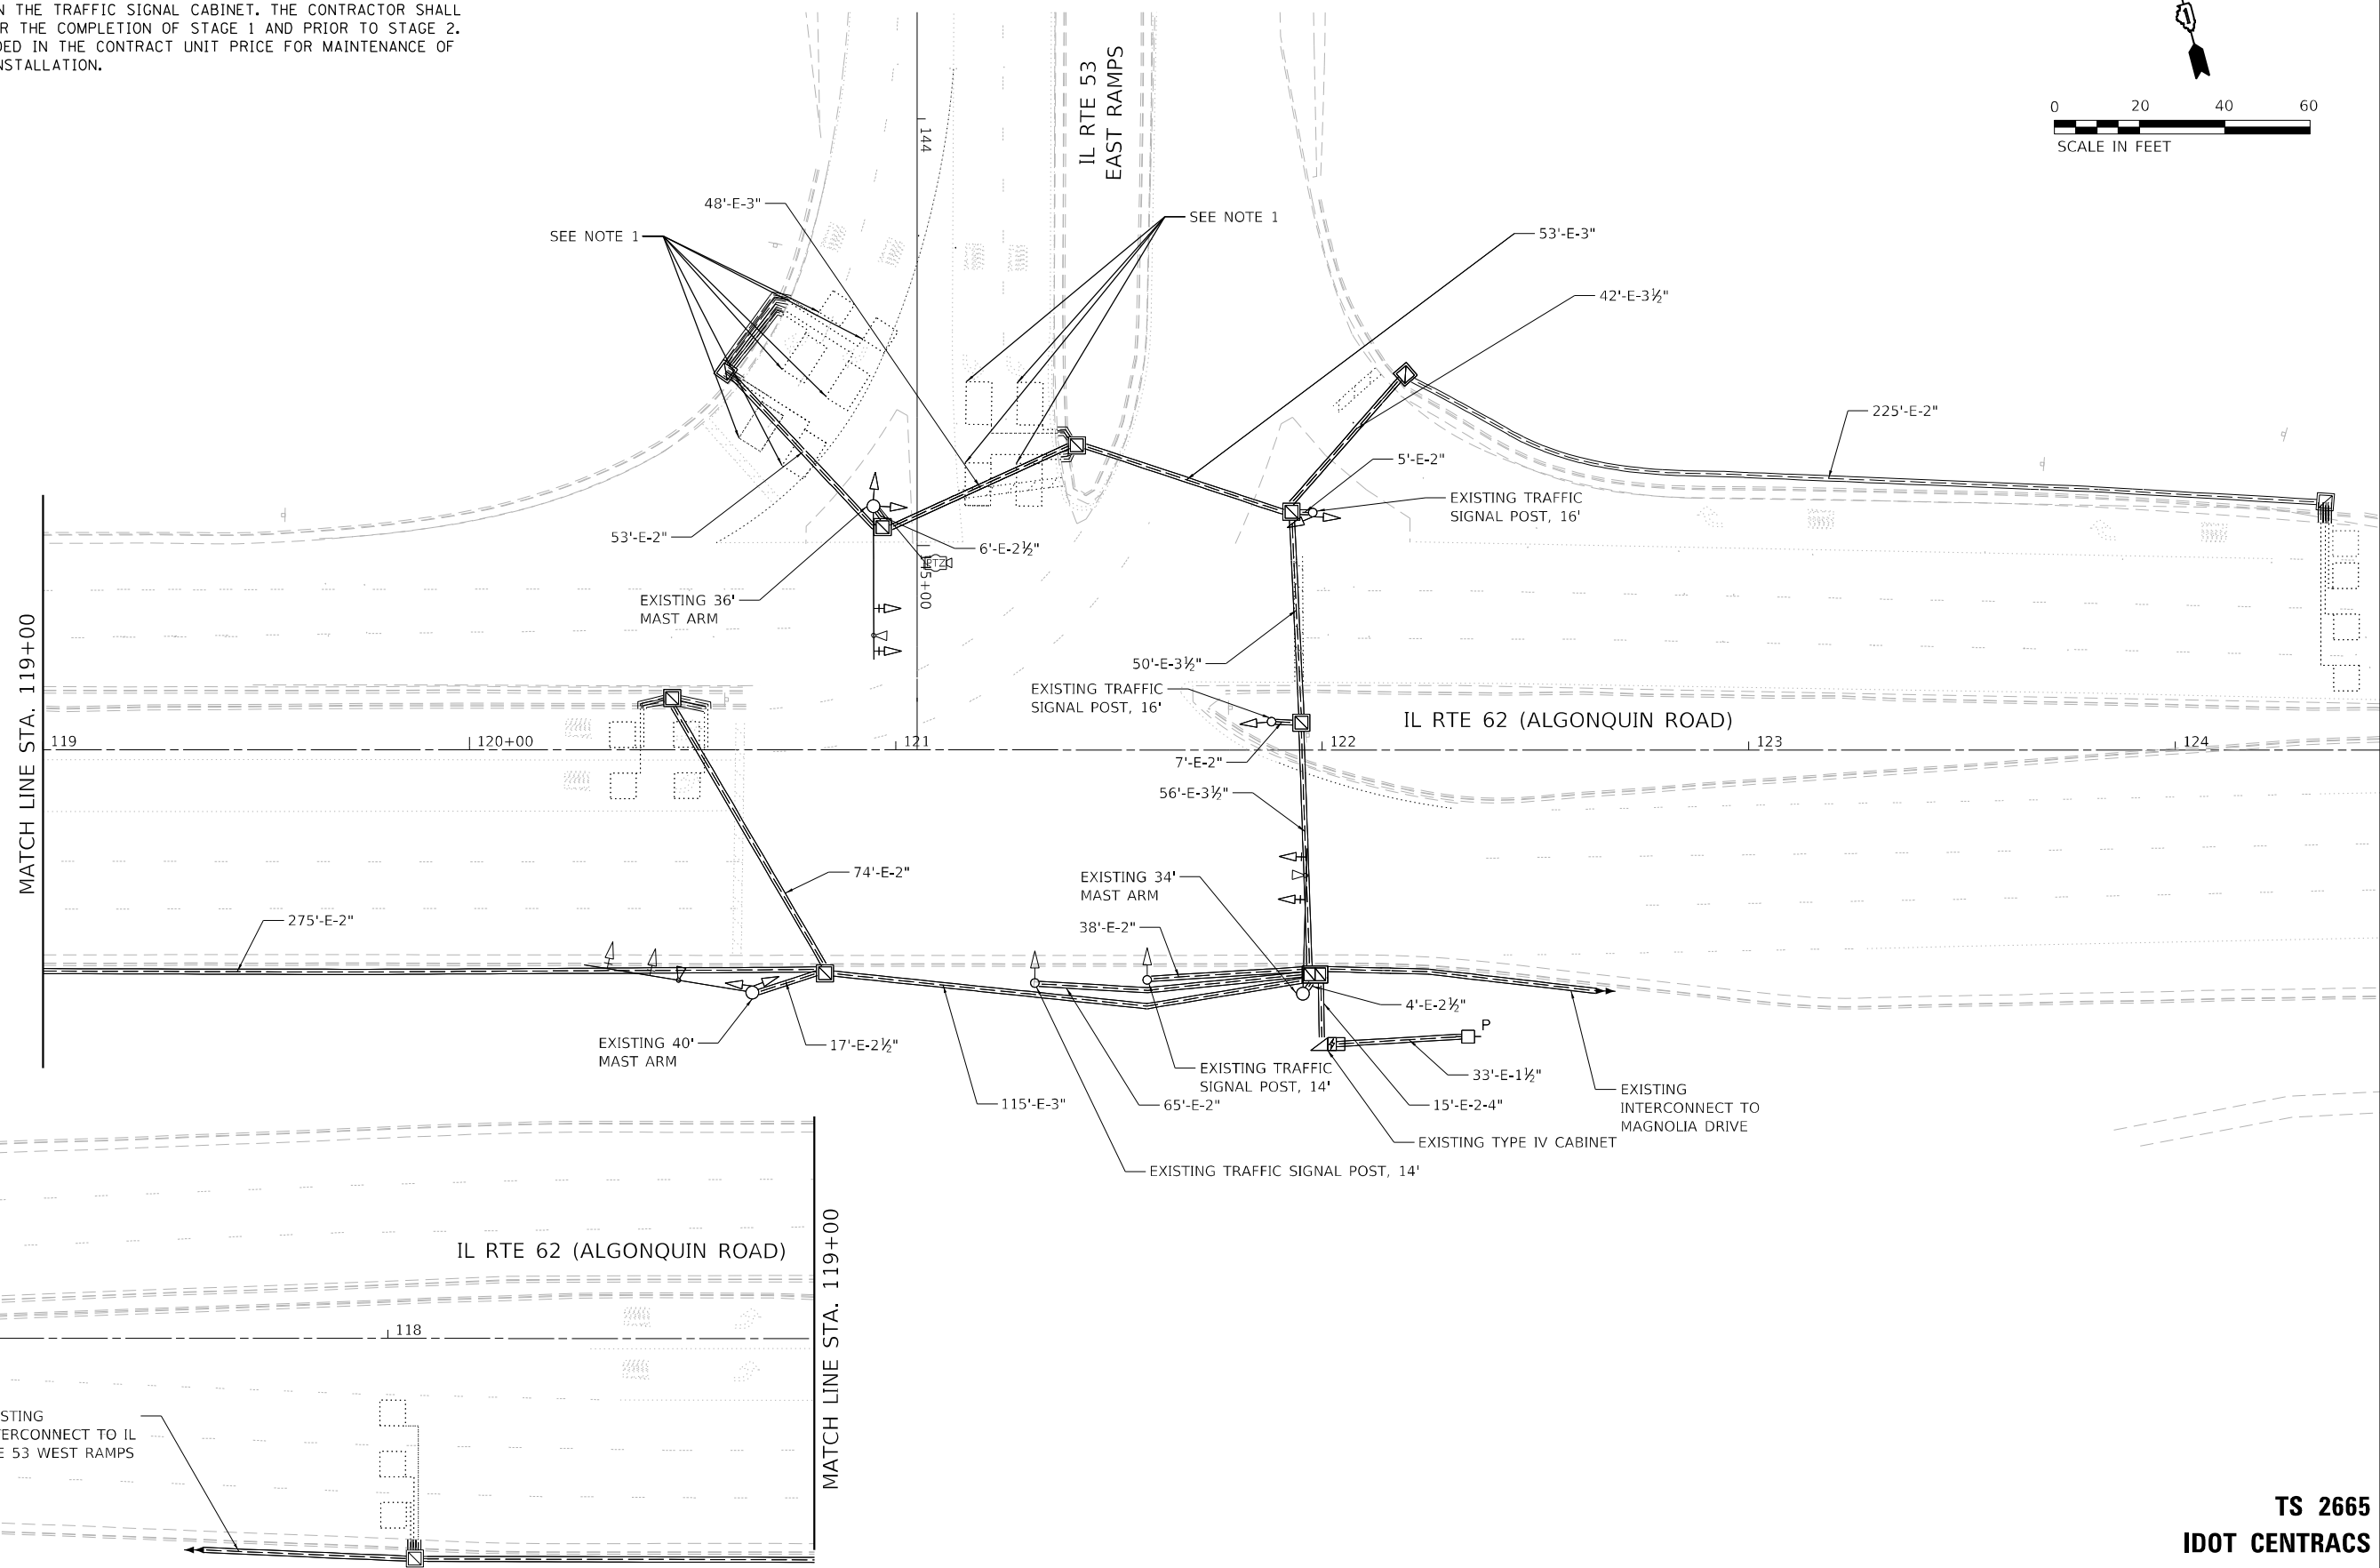 N THE TRAFFIC SIGNAL CABINET. THE CONTRACTOR SHALL
R THE COMPLETION OF STAGE 1 AND PRIOR TO STAGE 2.
DED IN THE CONTRACT UNIT PRICE FOR MAINTENANCE OF
NSTALLATION.
0 20 40 60
SCALE IN FEET
IL RTE 53
EAST RAMPS
144
48'-E-3"
SEE NOTE 1
SEE NOTE 1
53'-E-3"
42'-E-3½"
225'-E-2"
5'-E-2"
EXISTING TRAFFIC
SIGNAL POST, 16'
53'-E-2"
6'-E-2½"
PTZ
5+00
EXISTING 36'
MAST ARM
MATCH LINE STA. 119+00
50'-E-3½"
EXISTING TRAFFIC
SIGNAL POST, 16'
IL RTE 62 (ALGONQUIN ROAD)
119
120+00
121
122
123
124
7'-E-2"
56'-E-3½"
74'-E-2"
EXISTING 34'
MAST ARM
275'-E-2"
38'-E-2"
4'-E-2½"
P
EXISTING 40'
MAST ARM
17'-E-2½"
EXISTING TRAFFIC
SIGNAL POST, 14'
33'-E-1½"
EXISTING
INTERCONNECT TO
MAGNOLIA DRIVE
115'-E-3"
65'-E-2"
15'-E-2-4"
EXISTING TYPE IV CABINET
EXISTING TRAFFIC SIGNAL POST, 14'
IL RTE 62 (ALGONQUIN ROAD)
MATCH LINE STA. 119+00
118
STING
TERCONNECT TO IL
E 53 WEST RAMPS
TS 2665
IDOT CENTRACS